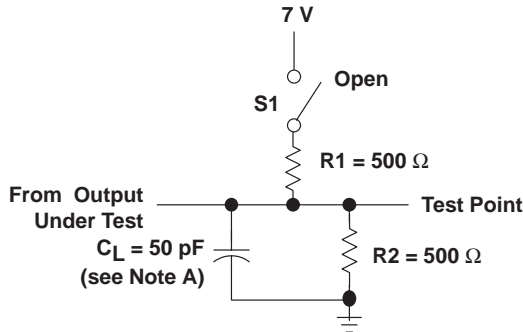 7 V
Open
S1
R1 = 500 Ω
From Output
Under Test
Test Point
CL = 50 pF
(see Note A)
R2 = 500 Ω